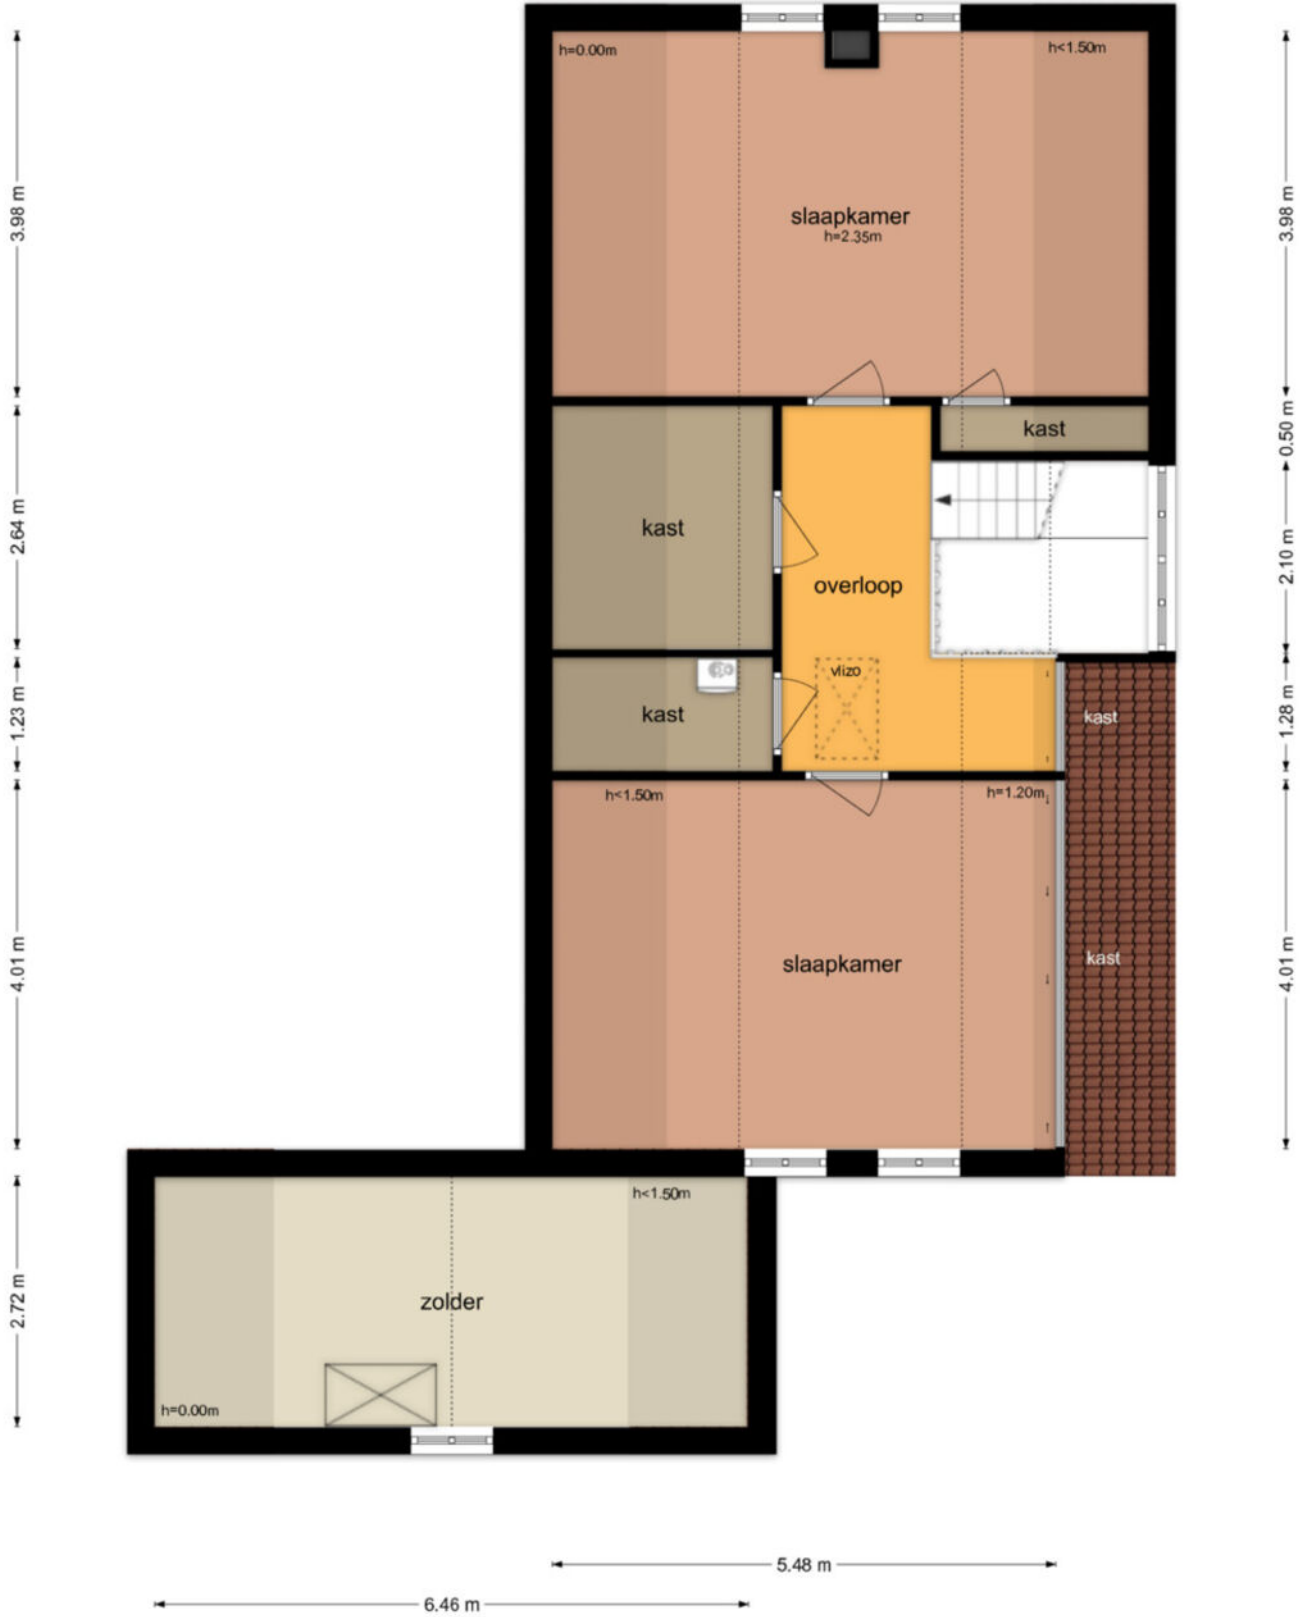 h=0.00m
h<1.50m
slaapkamer
h=2.35m
3.98 m
3.98 m
kast
0.50 m
kast
2.64 m
overloop
2.10 m
vlizo
kast
1.23 m
kast
1.28 m
h<1.50m
h=1.20m
slaapkamer
kast
4.01 m
4.01 m
h<1.50m
zolder
2.72 m
h=0.00m
5.48 m
6.46 m